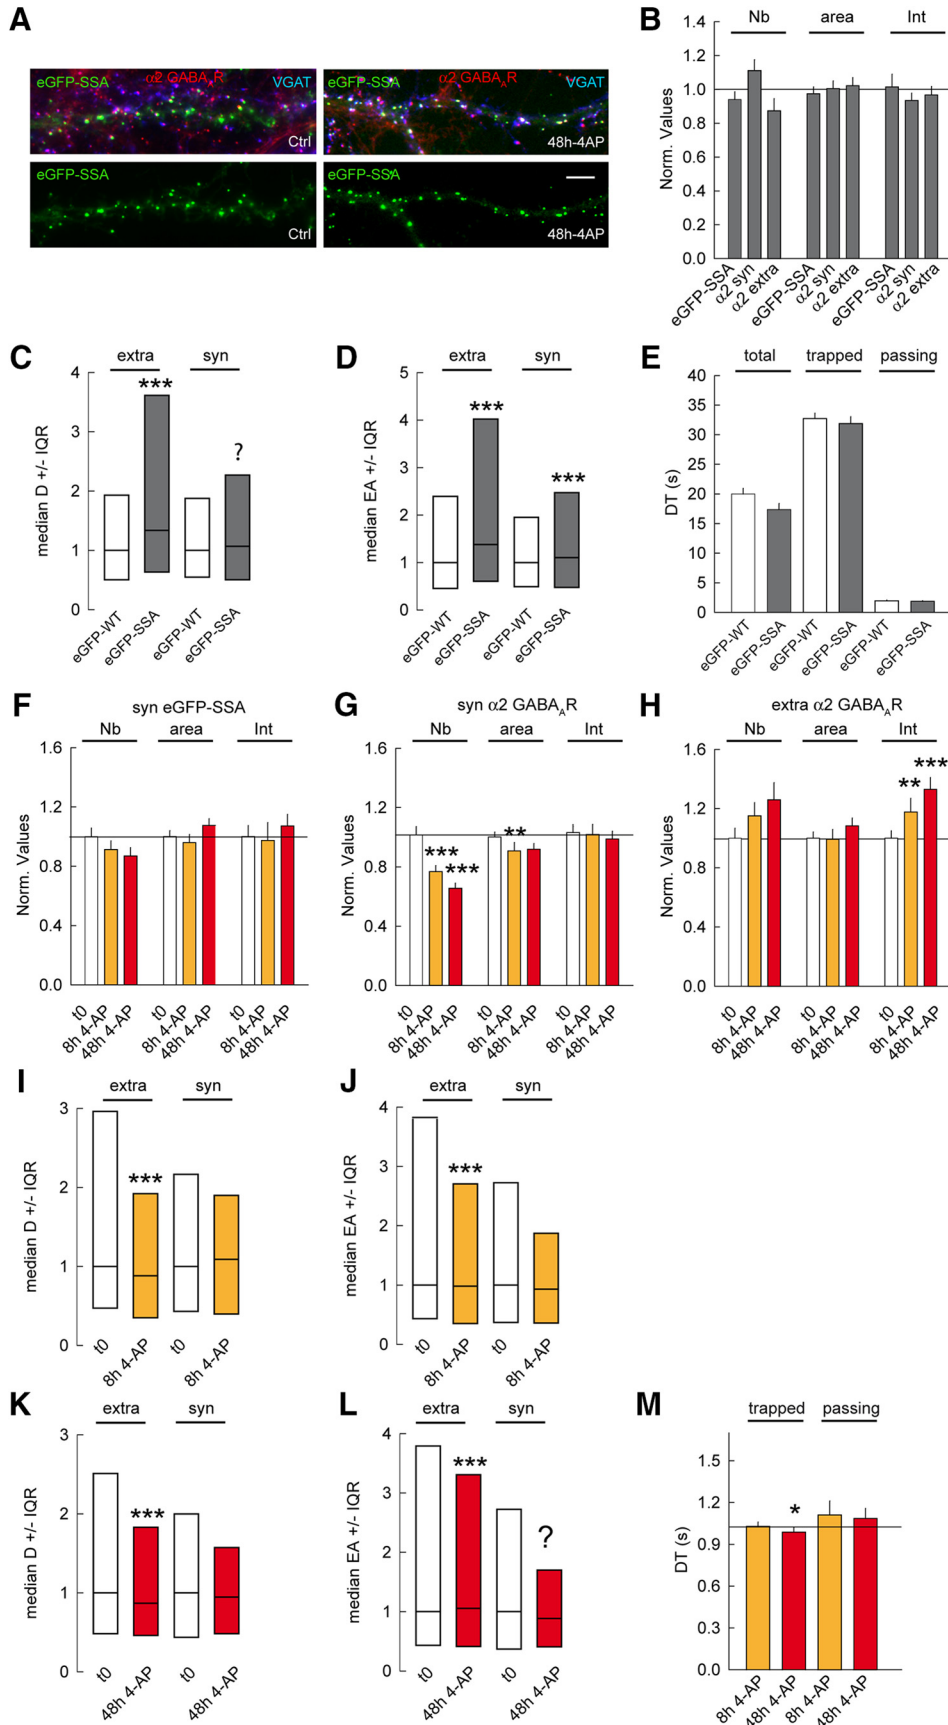 A
eGFP-SSA α2 GABA_AR VGAT
Ctrl
eGFP-SSA α2 GABA_AR VGAT
48h-4AP
eGFP-SSA
Ctrl
eGFP-SSA
48h-4AP
B
Nb area Int
Norm. Values
1.4
1.2
1.0
0.8
0.6
0.4
0.2
0.0
eGFP-SSA α2 syn α2 extra eGFP-SSA α2 syn α2 extra eGFP-SSA α2 syn α2 extra
C
extra syn
median D +/- IQR
4
3
2
1
0
*** ?
eGFP-WT eGFP-SSA eGFP-WT eGFP-SSA
D
extra syn
median EA +/- IQR
5
4
3
2
1
0
*** ***
eGFP-WT eGFP-SSA eGFP-WT eGFP-SSA
E
total trapped passing
DT (s)
40
35
30
25
20
15
10
5
0
eGFP-WT eGFP-SSA eGFP-WT eGFP-SSA eGFP-WT eGFP-SSA
F
syn eGFP-SSA
Nb area Int
Norm. Values
1.6
1.2
0.8
0.4
0.0
t0 8h 4-AP 48h 4-AP t0 8h 4-AP 48h 4-AP t0 8h 4-AP 48h 4-AP
G
syn α2 GABA_AR
Nb area Int
Norm. Values
1.6
1.2
0.8
0.4
0.0
*** *** **
t0 8h 4-AP 48h 4-AP t0 8h 4-AP 48h 4-AP t0 8h 4-AP 48h 4-AP
H
extra α2 GABA_AR
Nb area Int
Norm. Values
1.6
1.2
0.8
0.4
0.0
** ***
t0 8h 4-AP 48h 4-AP t0 8h 4-AP 48h 4-AP t0 8h 4-AP 48h 4-AP
I
extra syn
median D +/- IQR
3
2
1
0
***
t0 8h 4-AP t0 8h 4-AP
J
extra syn
median EA +/- IQR
4
3
2
1
0
***
t0 8h 4-AP t0 8h 4-AP
K
extra syn
median D +/- IQR
3
2
1
0
***
t0 48h 4-AP t0 48h 4-AP
L
extra syn
median EA +/- IQR
4
3
2
1
0
*** ?
t0 48h 4-AP t0 48h 4-AP
M
trapped passing
DT (s)
1.5
1.2
0.9
0.6
0.3
0.0
*
8h 4-AP 48h 4-AP 8h 4-AP 48h 4-AP